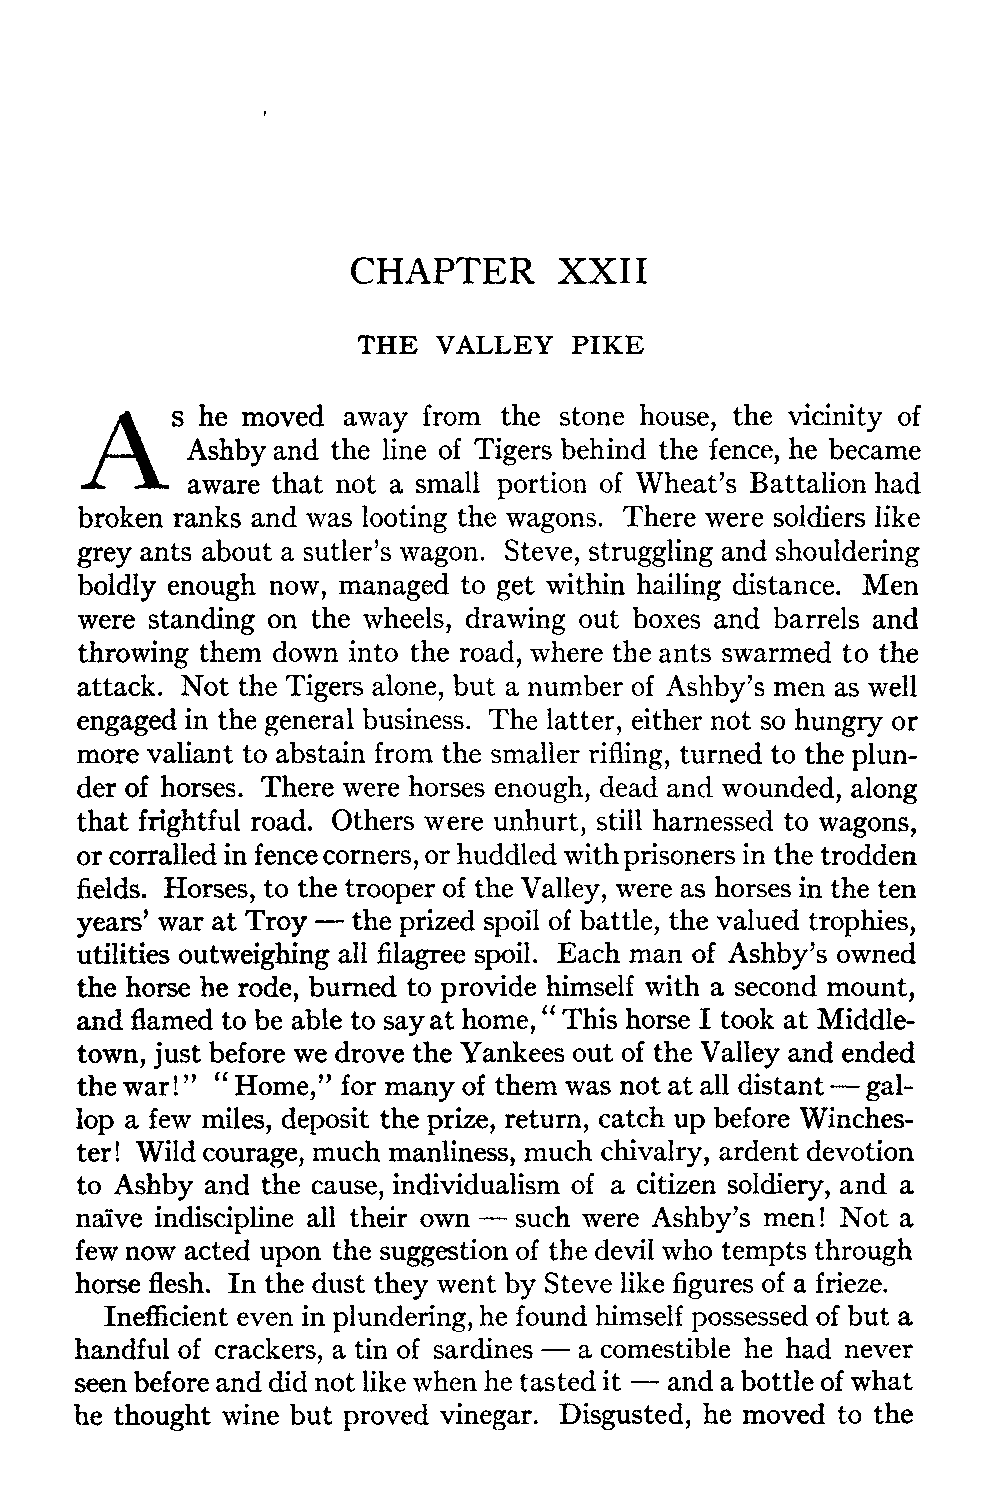 CHAPTER XXII
THE VALLEY PIKE
As he moved away from the stone house, the vicinity of
Ashby and the line of Tigers behind the fence, he became
aware that not a small portion of Wheat's Battalion had
broken ranks and was looting the wagons. There were soldiers like
grey ants about a sutler's wagon. Steve, struggling and shouldering
boldly enough now, managed to get within hailing distance. Men
were standing on the wheels, drawing out boxes and barrels and
throwing them down into the road, where the ants swarmed to the
attack. Not the Tigers alone, but a number of Ashby's men as well
engaged in the general business. The latter, either not so hungry or
more valiant to abstain from the smaller rifling, turned to the plun-
der of horses. There were horses enough, dead and wounded, along
that frightful road. Others were unhurt, still harnessed to wagons,
or corralled in fence corners, or huddled with prisoners in the trodden
fields. Horses, to the trooper of the Valley, were as horses in the ten
years' war at Troy — the prized spoil of battle, the valued trophies,
utilities outweighing all filagree spoil. Each man of Ashby's owned
the horse he rode, burned to provide himself with a second mount,
and flamed to be able to say at home, "This horse I took at Middle-
town, just before we drove the Yankees out of the Valley and ended
the war!" "Home," for many of them was not at all distant — gal-
lop a few miles, deposit the prize, return, catch up before Winches-
ter! Wild courage, much manliness, much chivalry, ardent devotion
to Ashby and the cause, individualism of a citizen soldiery, and a
naïve indiscipline all their own — such were Ashby's men! Not a
few now acted upon the suggestion of the devil who tempts through
horse flesh. In the dust they went by Steve like figures of a frieze.
Inefficient even in plundering, he found himself possessed of but a
handful of crackers, a tin of sardines — a comestible he had never
seen before and did not like when he tasted it — and a bottle of what
he thought wine but proved vinegar. Disgusted, he moved to the